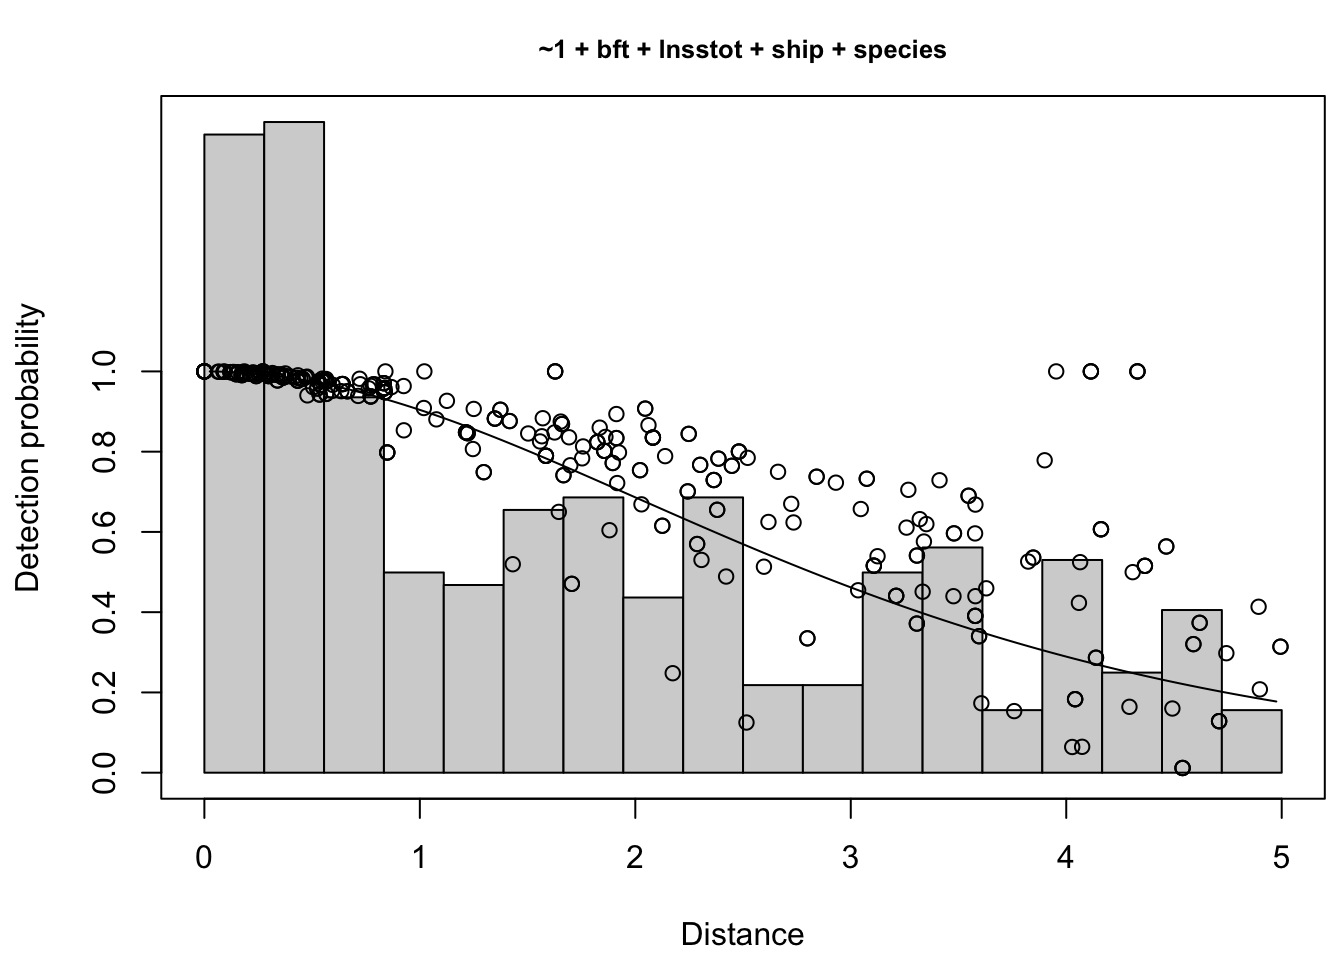 ~1 + bft + lnsstot + ship + species
Detection probability
1.0
0.8
0.6
0.4
0.2
0.0
0 1 2 3 4 5
Distance